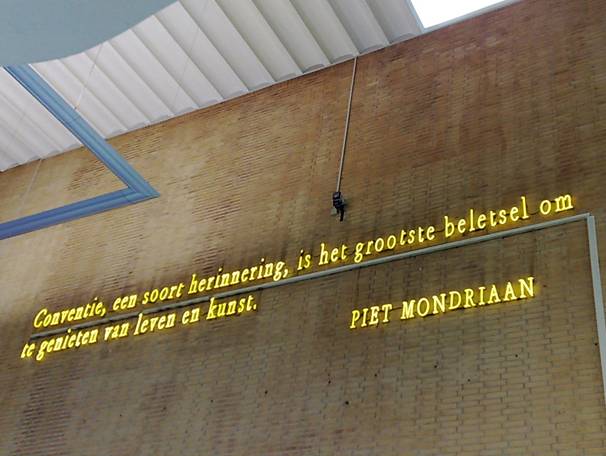 Conventie, een soort herinnering, is het grootste beletsel om
te genieten van leven en kunst.
PIET MONDRIAAN